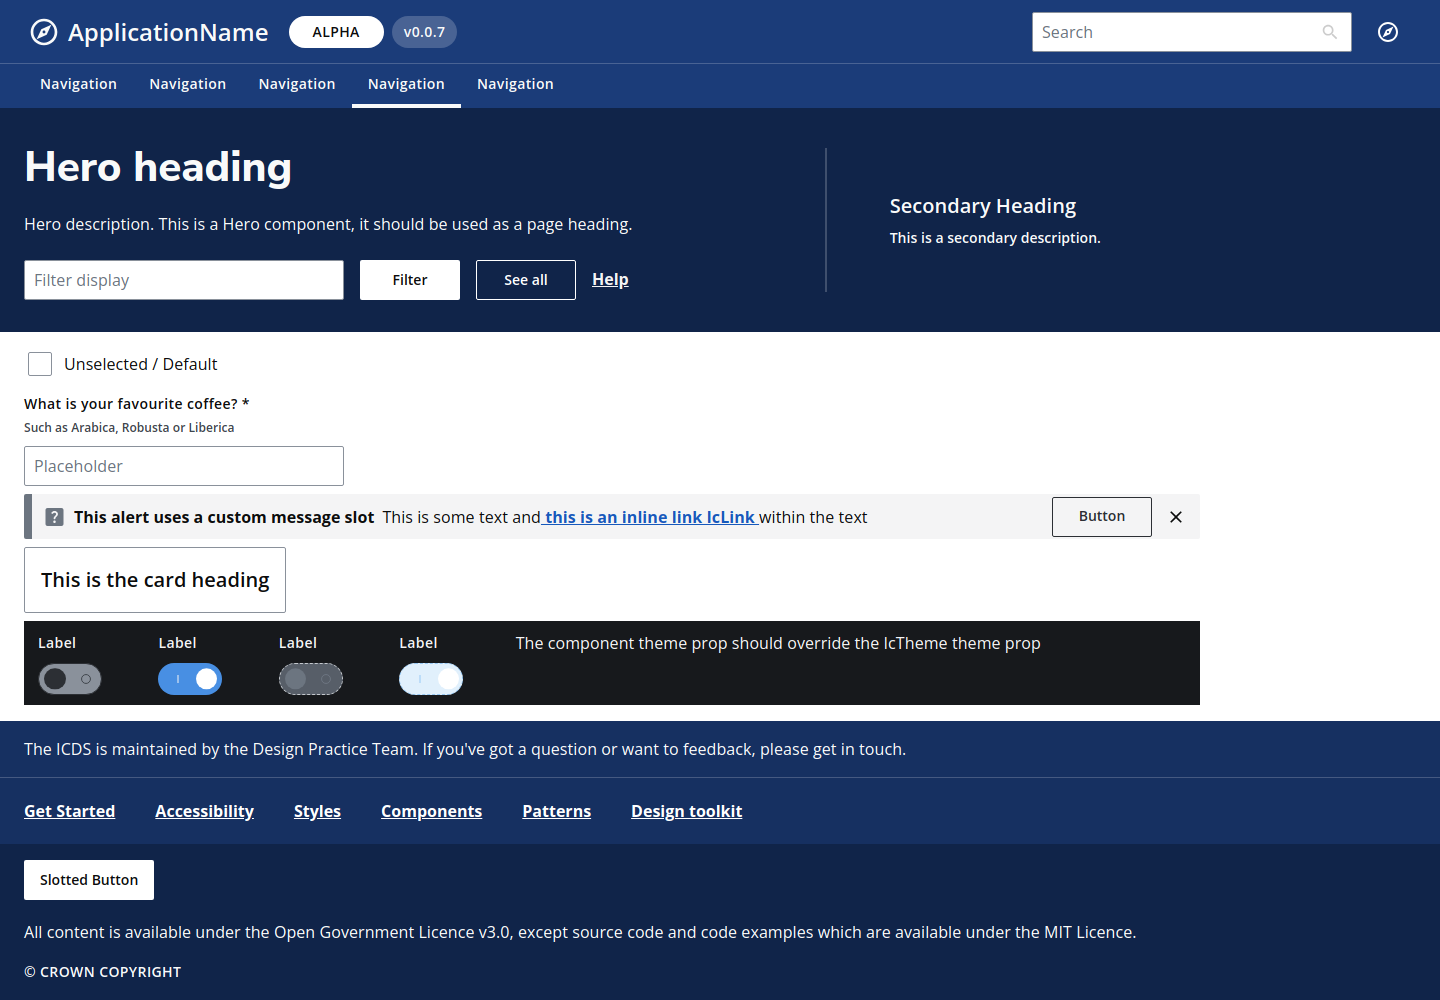 ApplicationName ALPHA v0.0.7 Search
Navigation Navigation Navigation Navigation Navigation
Hero heading
Hero description. This is a Hero component, it should be used as a page heading.
Filter display Filter See all Help
Secondary Heading
This is a secondary description.
Unselected / Default
What is your favourite coffee? *
Such as Arabica, Robusta or Liberica
Placeholder
This alert uses a custom message slot This is some text and this is an inline link IcLink within the text Button
This is the card heading
Label Label Label Label The component theme prop should override the IcTheme theme prop
The ICDS is maintained by the Design Practice Team. If you've got a question or want to feedback, please get in touch.
Get Started Accessibility Styles Components Patterns Design toolkit
Slotted Button
All content is available under the Open Government Licence v3.0, except source code and code examples which are available under the MIT Licence.
© CROWN COPYRIGHT